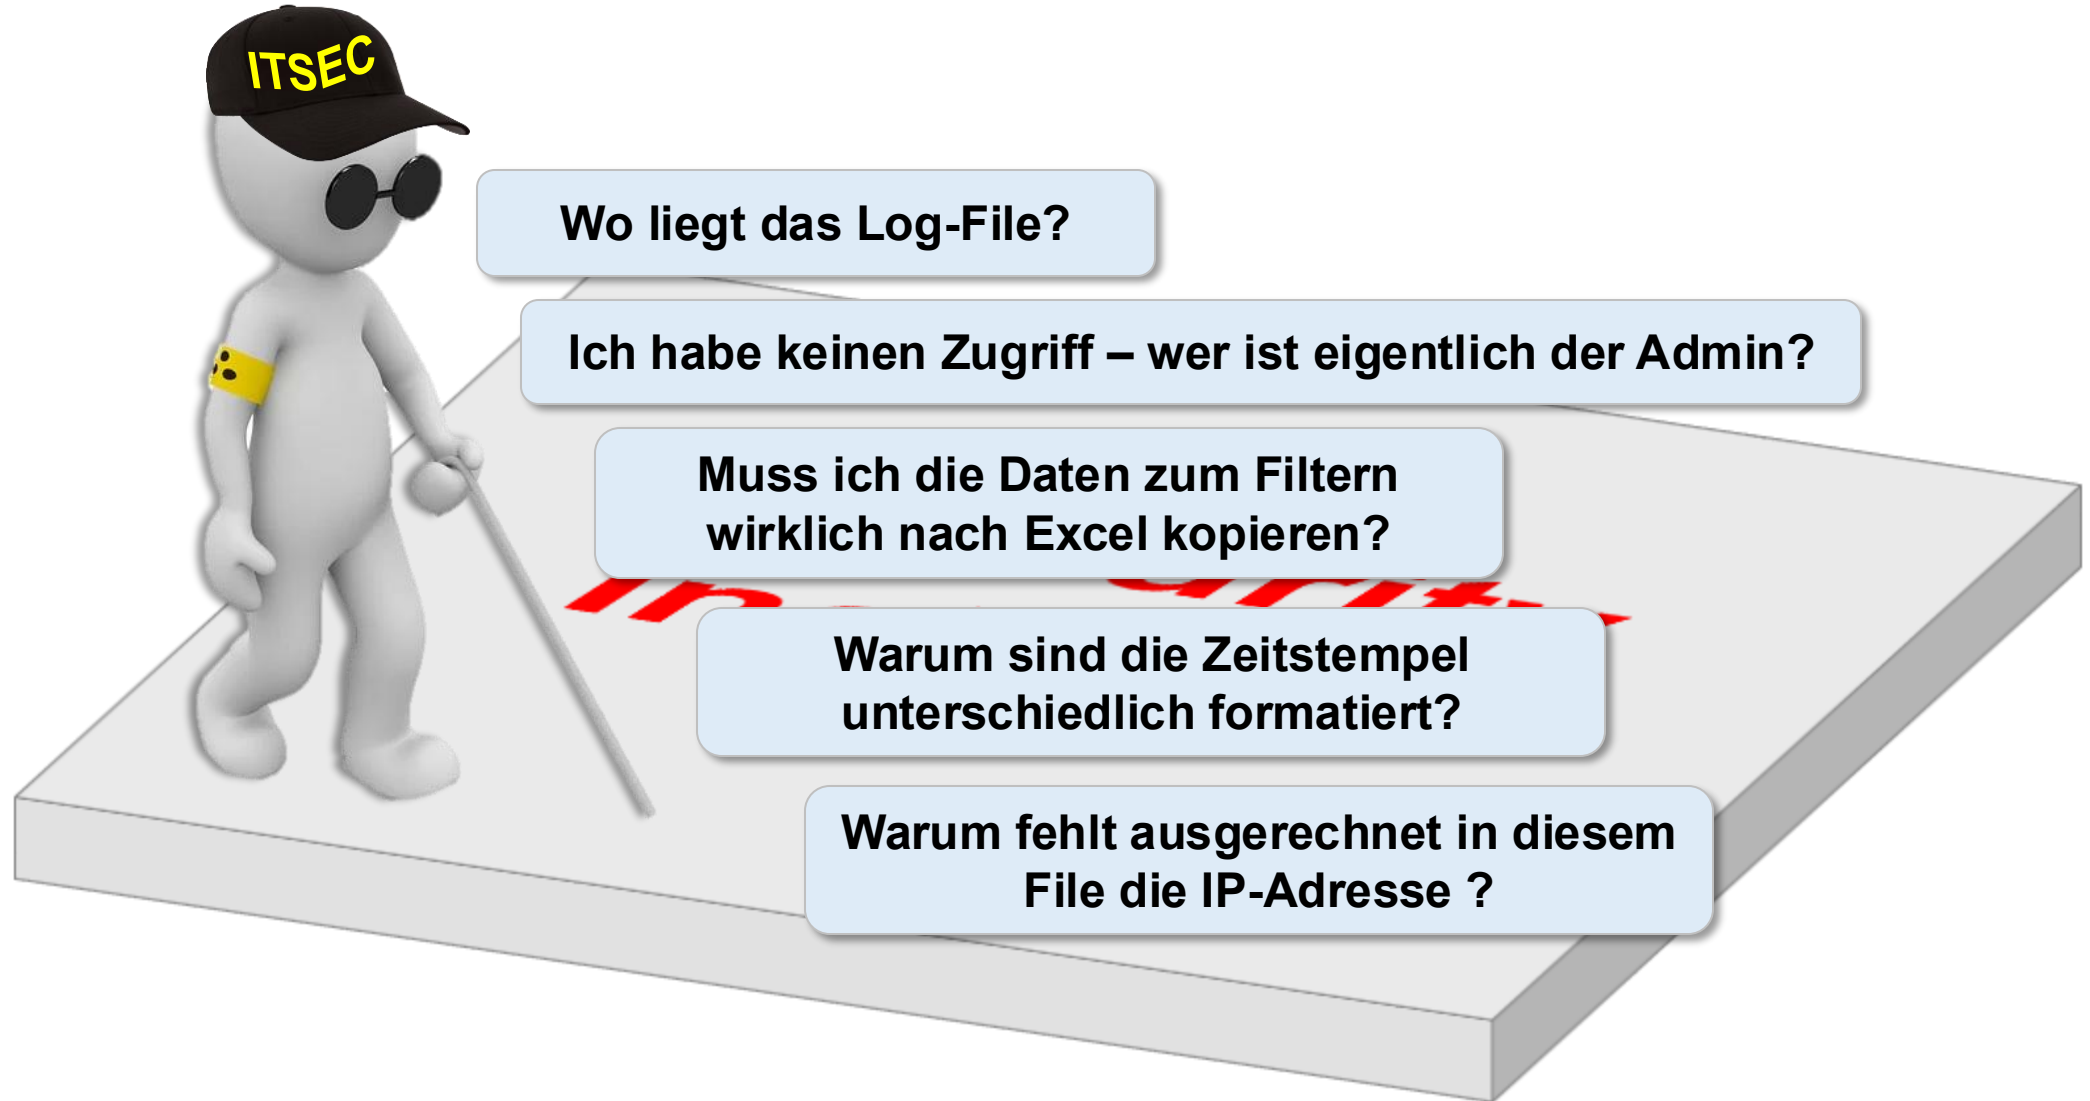 ITSEC
Wo liegt das Log-File?
Ich habe keinen Zugriff – wer ist eigentlich der Admin?
Muss ich die Daten zum Filtern
wirklich nach Excel kopieren?
Warum sind die Zeitstempel
unterschiedlich formatiert?
Warum fehlt ausgerechnet in diesem
File die IP-Adresse ?